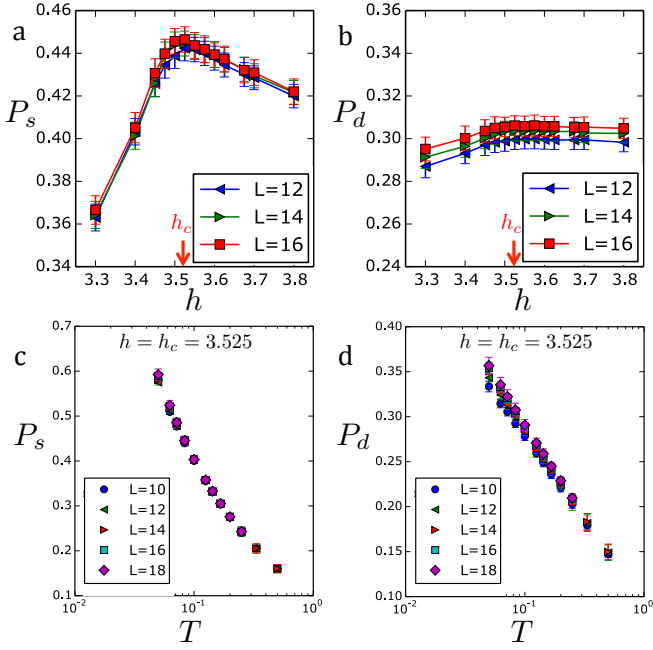 a
0.46
0.44
0.42
0.40
0.38
0.36
0.34
P_s
3.3 3.4 3.5 3.6 3.7 3.8
h
h_c
L=12
L=14
L=16
b
0.36
0.34
0.32
0.30
0.28
0.26
0.24
P_d
3.3 3.4 3.5 3.6 3.7 3.8
h
h_c
L=12
L=14
L=16
c
h = h_c = 3.525
0.7
0.6
0.5
0.4
0.3
0.2
0.1
P_s
10^-2 10^-1 10^0
T
L=10
L=12
L=14
L=16
L=18
d
h = h_c = 3.525
0.40
0.35
0.30
0.25
0.20
0.15
0.10
P_d
10^-2 10^-1 10^0
T
L=10
L=12
L=14
L=16
L=18